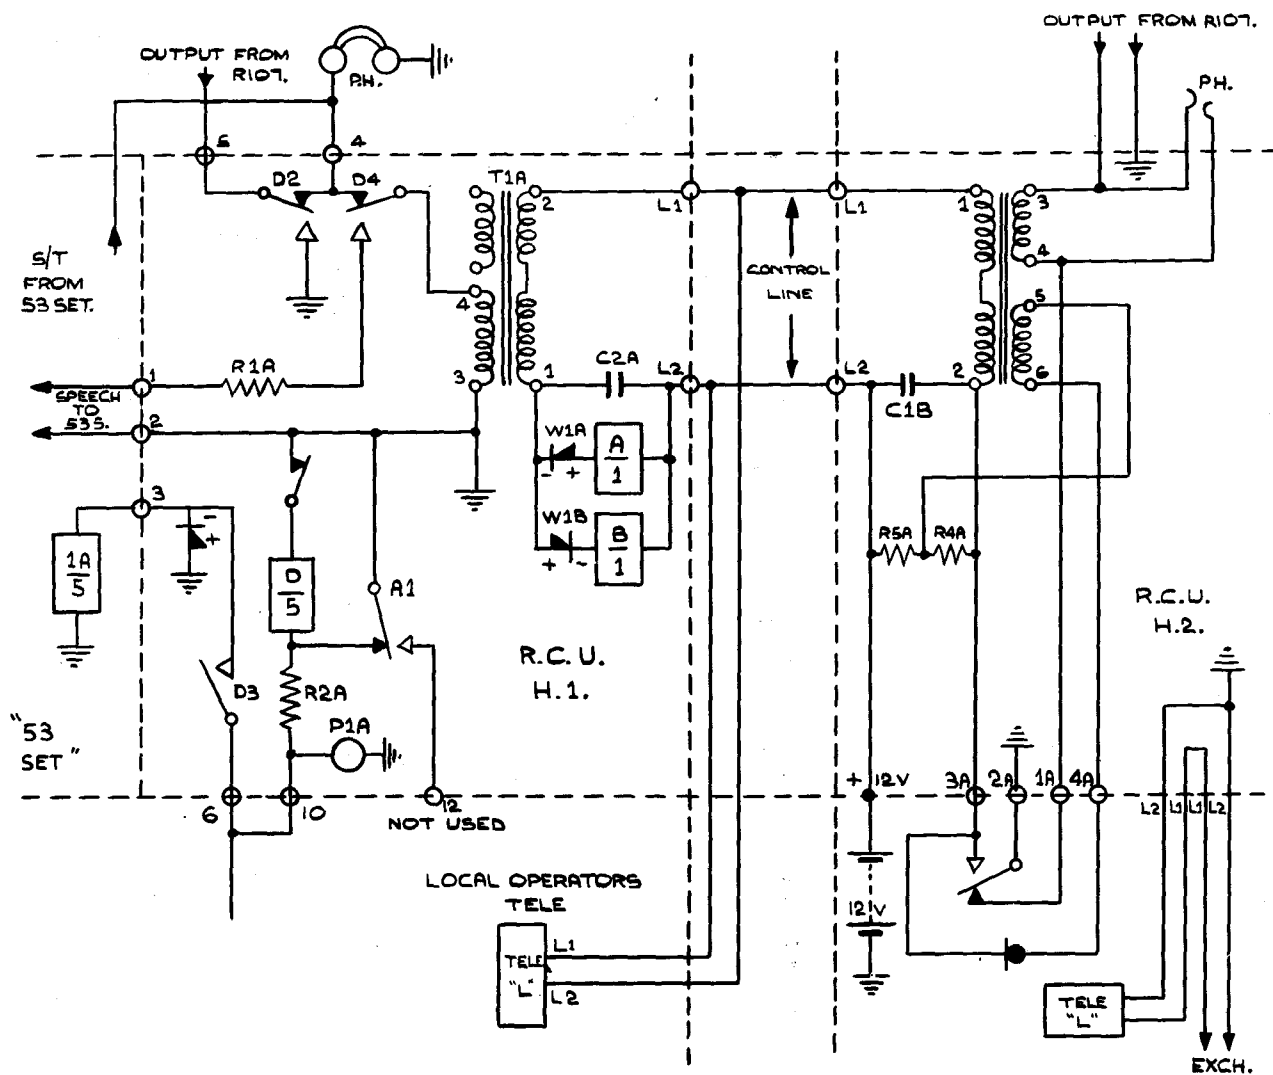 OUTPUT FROM R107.
OUTPUT FROM
R107.
P.H.
P.H.
5
4
D2
D4
T1A
2
L1
L1
1
3
4
S/T
FROM
53 SET.
CONTROL
LINE
4
5
R1A
C2A
L2
L2
1
3
1
2
6
C1B
SPEECH
TO
53S.
2
W1A
A
1
- +
3
-
+
W1B
B
1
+ -
R5A
R4A
1A
5
D
5
A1
R.C.U.
H.1.
R.C.U.
H.2.
D3
R2A
P1A
"53
SET"
+ 12V
3A
2A
1A
4A
L2
L1
L1
L2
6
10
12
NOT USED
LOCAL OPERATORS
TELE
12 V
L1
TELE
"L"
L2
TELE
"L"
EXCH.